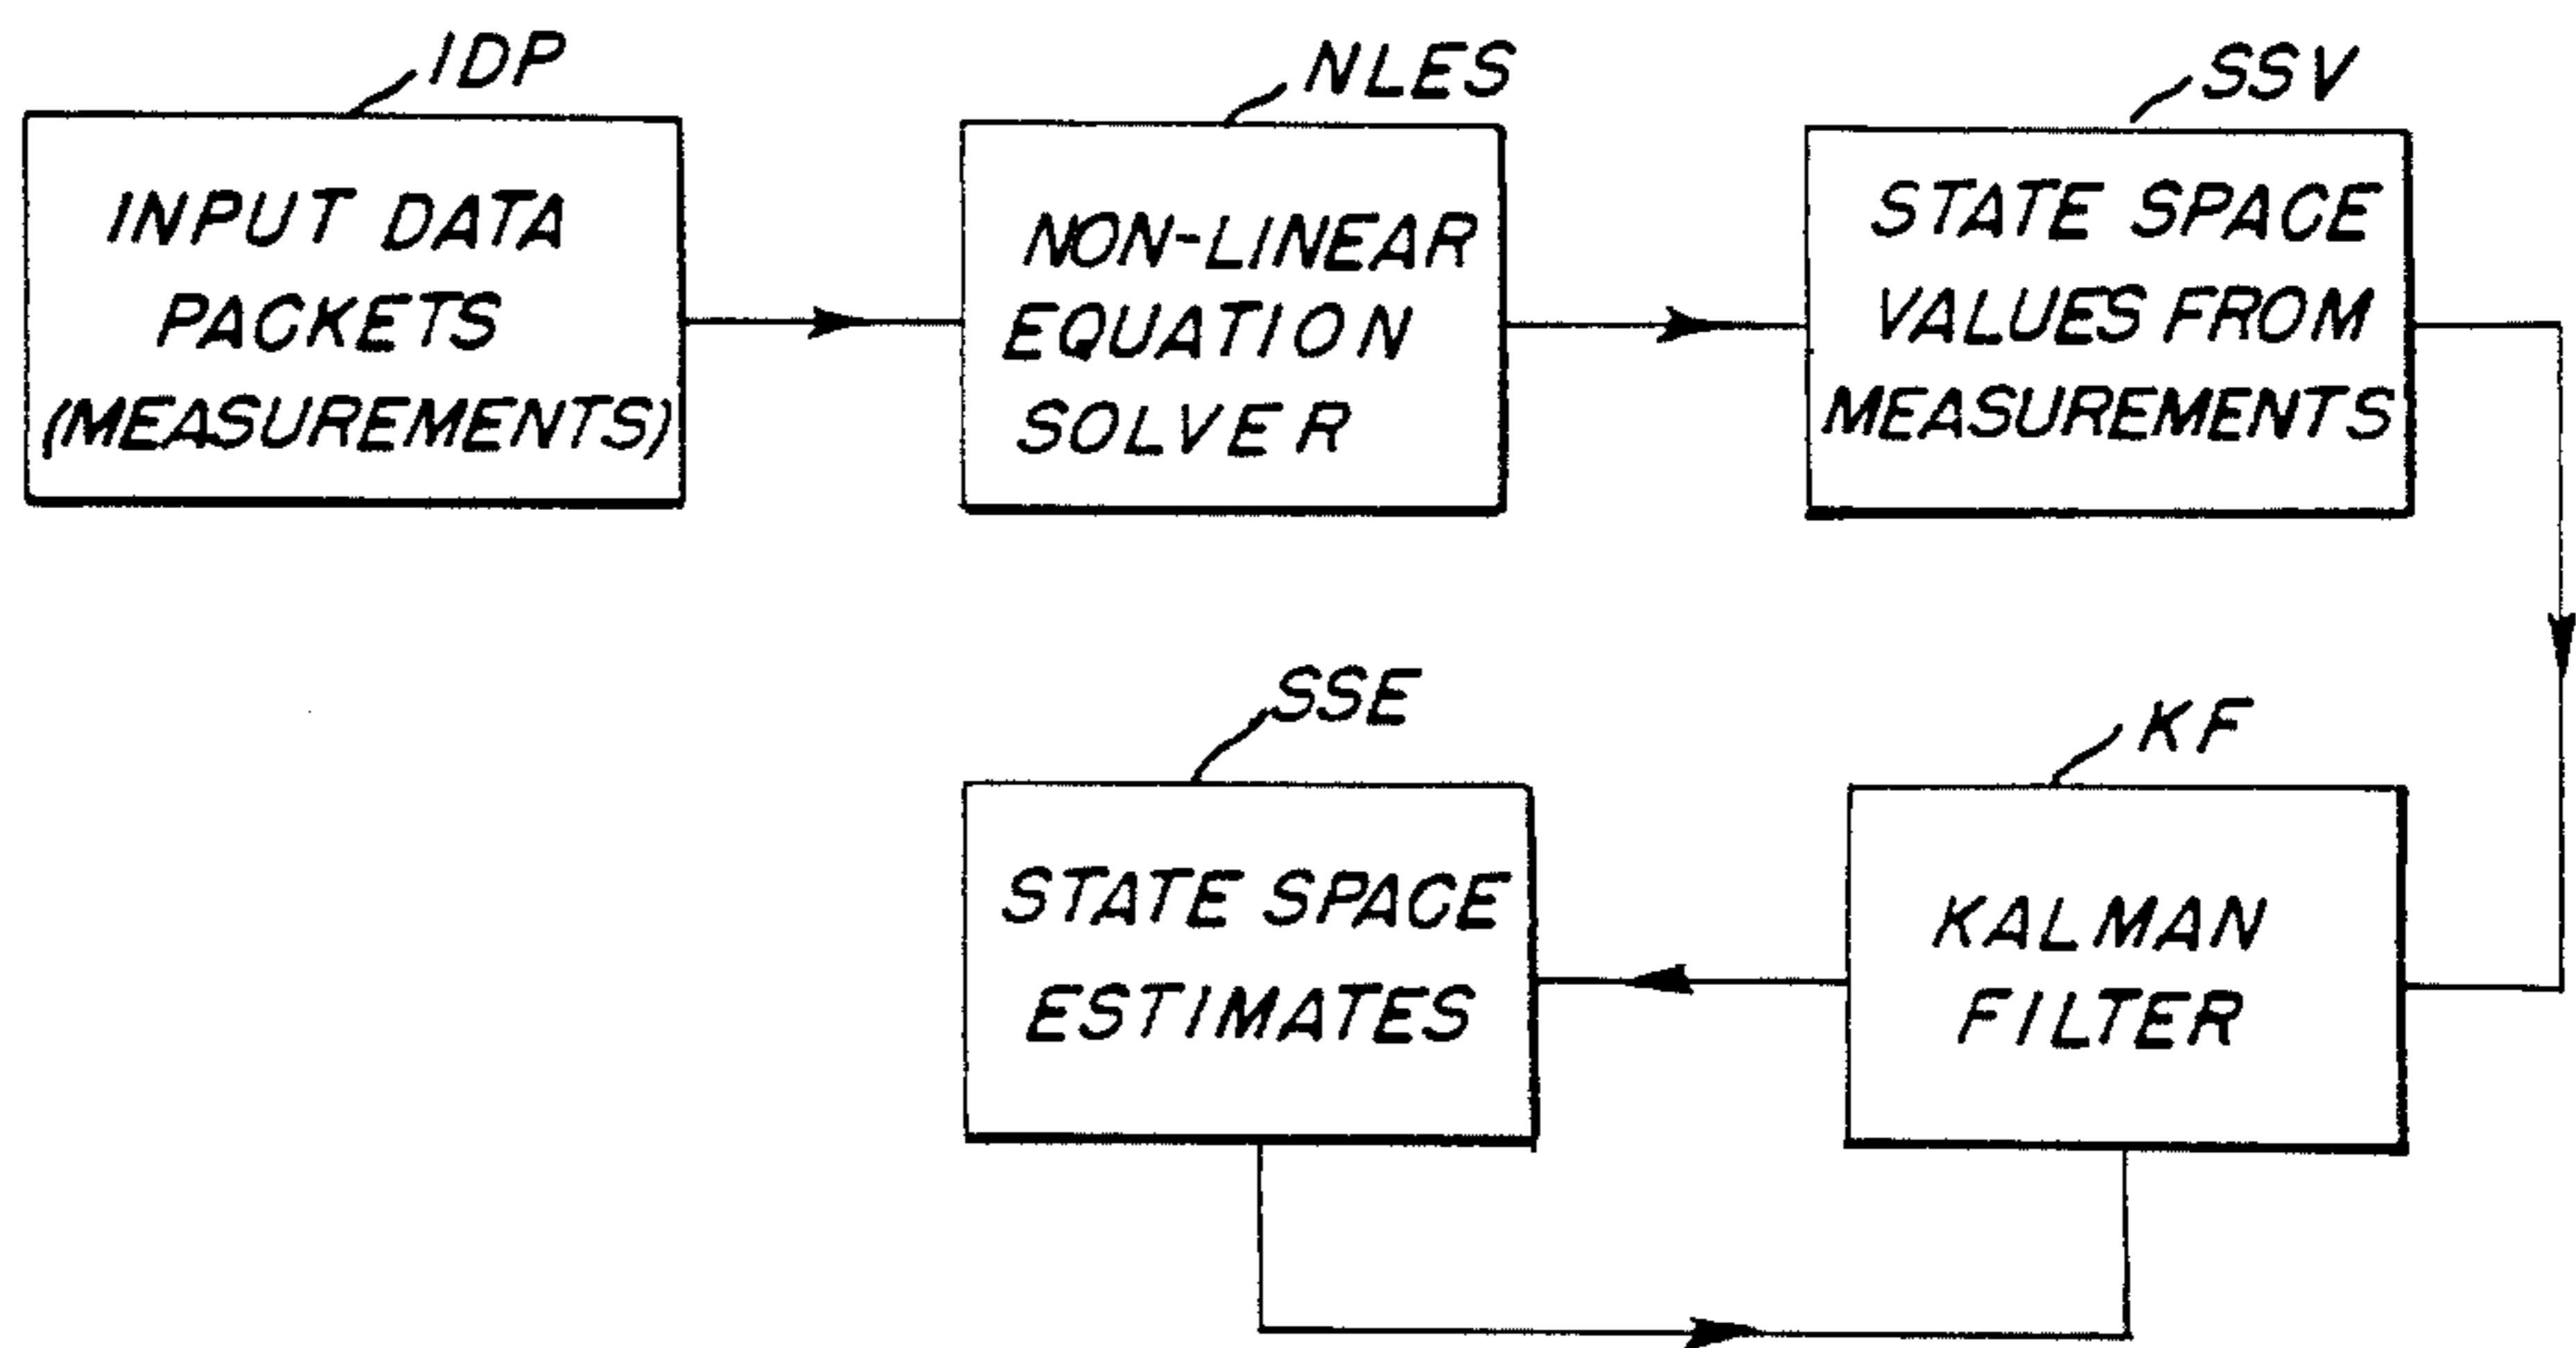 IDP
INPUT DATA
PACKETS
(MEASUREMENTS)
NLES
NON-LINEAR
EQUATION
SOLVER
SSV
STATE SPACE
VALUES FROM
MEASUREMENTS
SSE
STATE SPACE
ESTIMATES
KF
KALMAN
FILTER